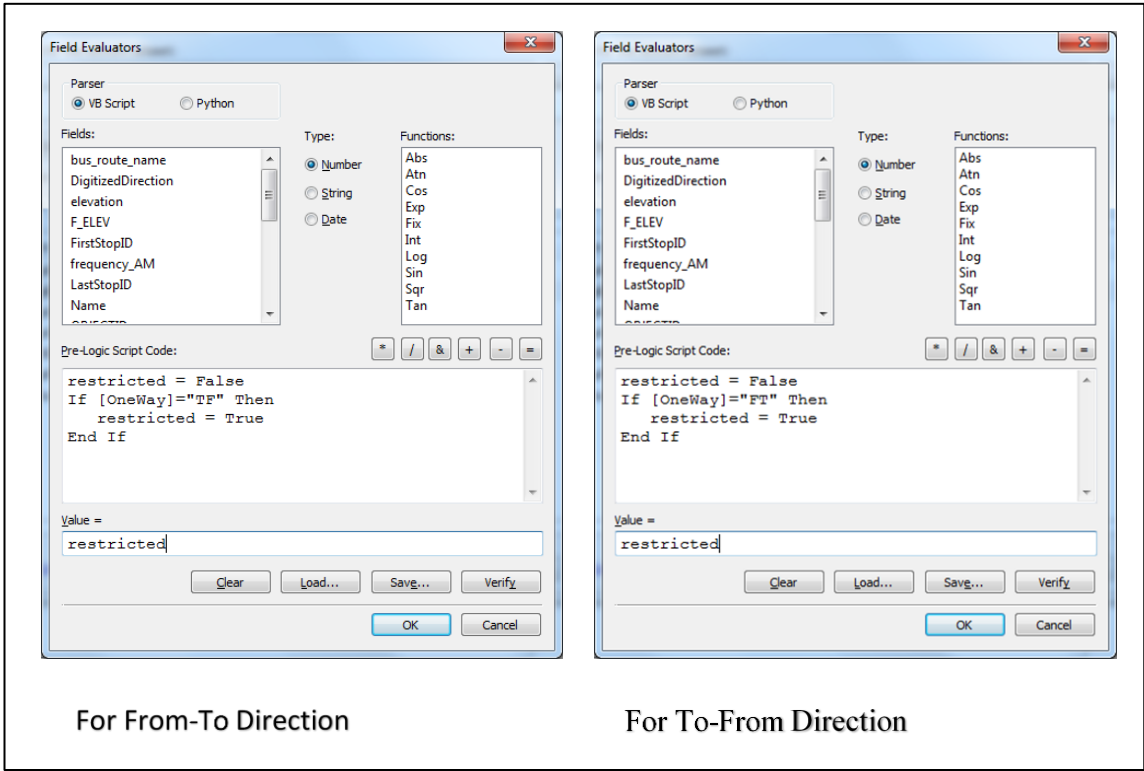 Field Evaluators
Parser
VB Script Python
Fields:
Type:
Functions:
bus_route_name
DigitizedDirection
elevation
F_ELEV
FirstStopID
frequency_AM
LastStopID
Name
Number
String
Date
Abs
Atn
Cos
Exp
Fix
Int
Log
Sin
Sqr
Tan
Pre-Logic Script Code:
* / & + - =
restricted = False
If [OneWay]="TF" Then
restricted = True
End If
Value =
restricted
Clear Load... Save... Verify
OK Cancel
For From-To Direction
Field Evaluators
Parser
VB Script Python
Fields:
Type:
Functions:
bus_route_name
DigitizedDirection
elevation
F_ELEV
FirstStopID
frequency_AM
LastStopID
Name
Number
String
Date
Abs
Atn
Cos
Exp
Fix
Int
Log
Sin
Sqr
Tan
Pre-Logic Script Code:
* / & + - =
restricted = False
If [OneWay]="FT" Then
restricted = True
End If
Value =
restricted
Clear Load... Save... Verify
OK Cancel
For To-From Direction